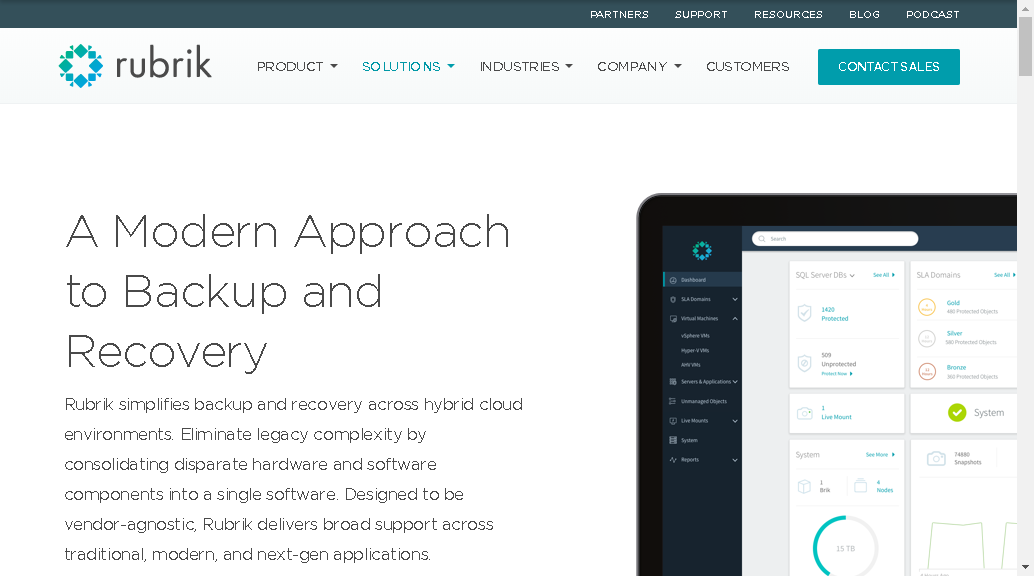 PARTNERS SUPPORT RESOURCES BLOG PODCAST
rubrik PRODUCT SOLUTIONS INDUSTRIES COMPANY CUSTOMERS CONTACT SALES
A Modern Approach
to Backup and
Recovery
Rubrik simplifies backup and recovery across hybrid cloud
environments. Eliminate legacy complexity by
consolidating disparate hardware and software
components into a single software. Designed to be
vendor-agnostic, Rubrik delivers broad support across
traditional, modern, and next-gen applications.
Search
Dashboard
SLA Domains
Virtual Machines
vSphere VMs
Hyper-V VMs
AHV VMs
Servers & Applications
Unmanaged Objects
Live Mounts
System
Reports
SQL Server DBs See All
1420
Protected
509
Unprotected
Protect Now
1
Live Mount
System See More
1
Brik
4
Nodes
15 TB
SLA Domains See All
Gold
480 Protected Objects
Silver
580 Protected Objects
Bronze
360 Protected Objects
System
74680
Snapshots